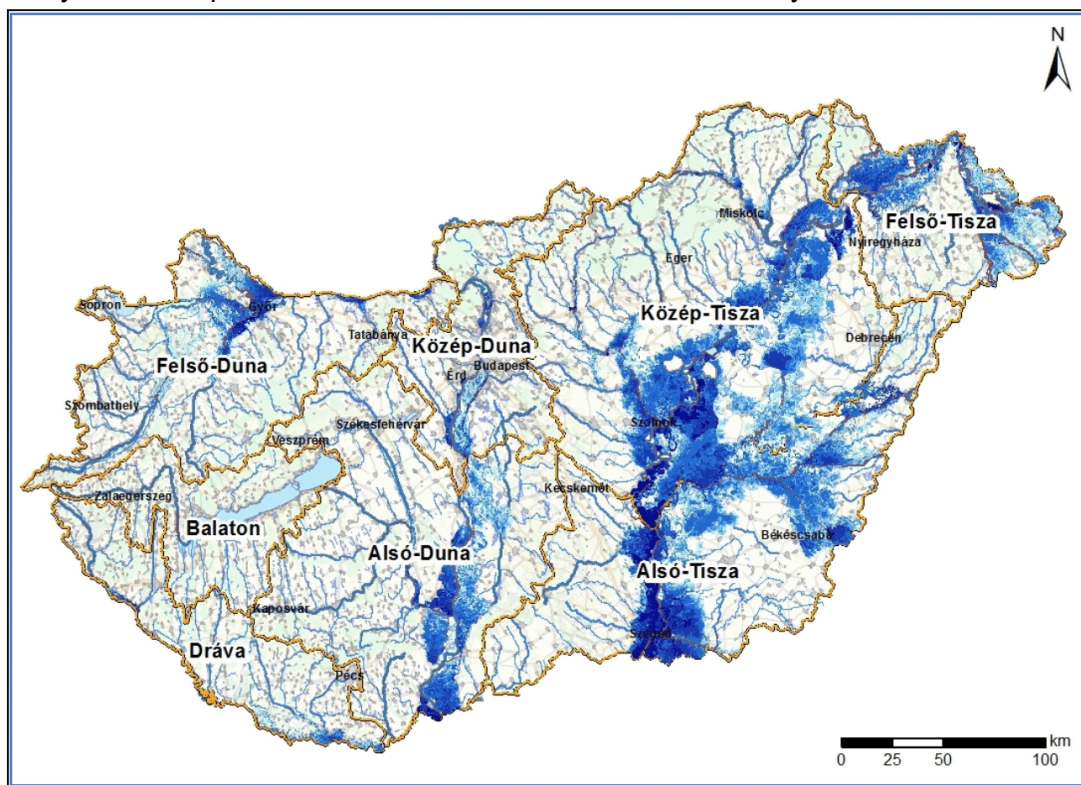 N
Miskolc
Felső-Tisza
Nyíregyháza
Eger
Sopron
Győr
Közép-Tisza
Tatabánya
Közép-Duna
Debrecen
Felső-Duna
Érd
Budapest
Szombathely
Székesfehérvár
Szolnok
Veszprém
Kecskemét
Zalaegerszeg
Balaton
Békéscsaba
Alsó-Duna
Alsó-Tisza
Kaposvár
Szeged
Dráva
Pécs
km
0 25 50 100